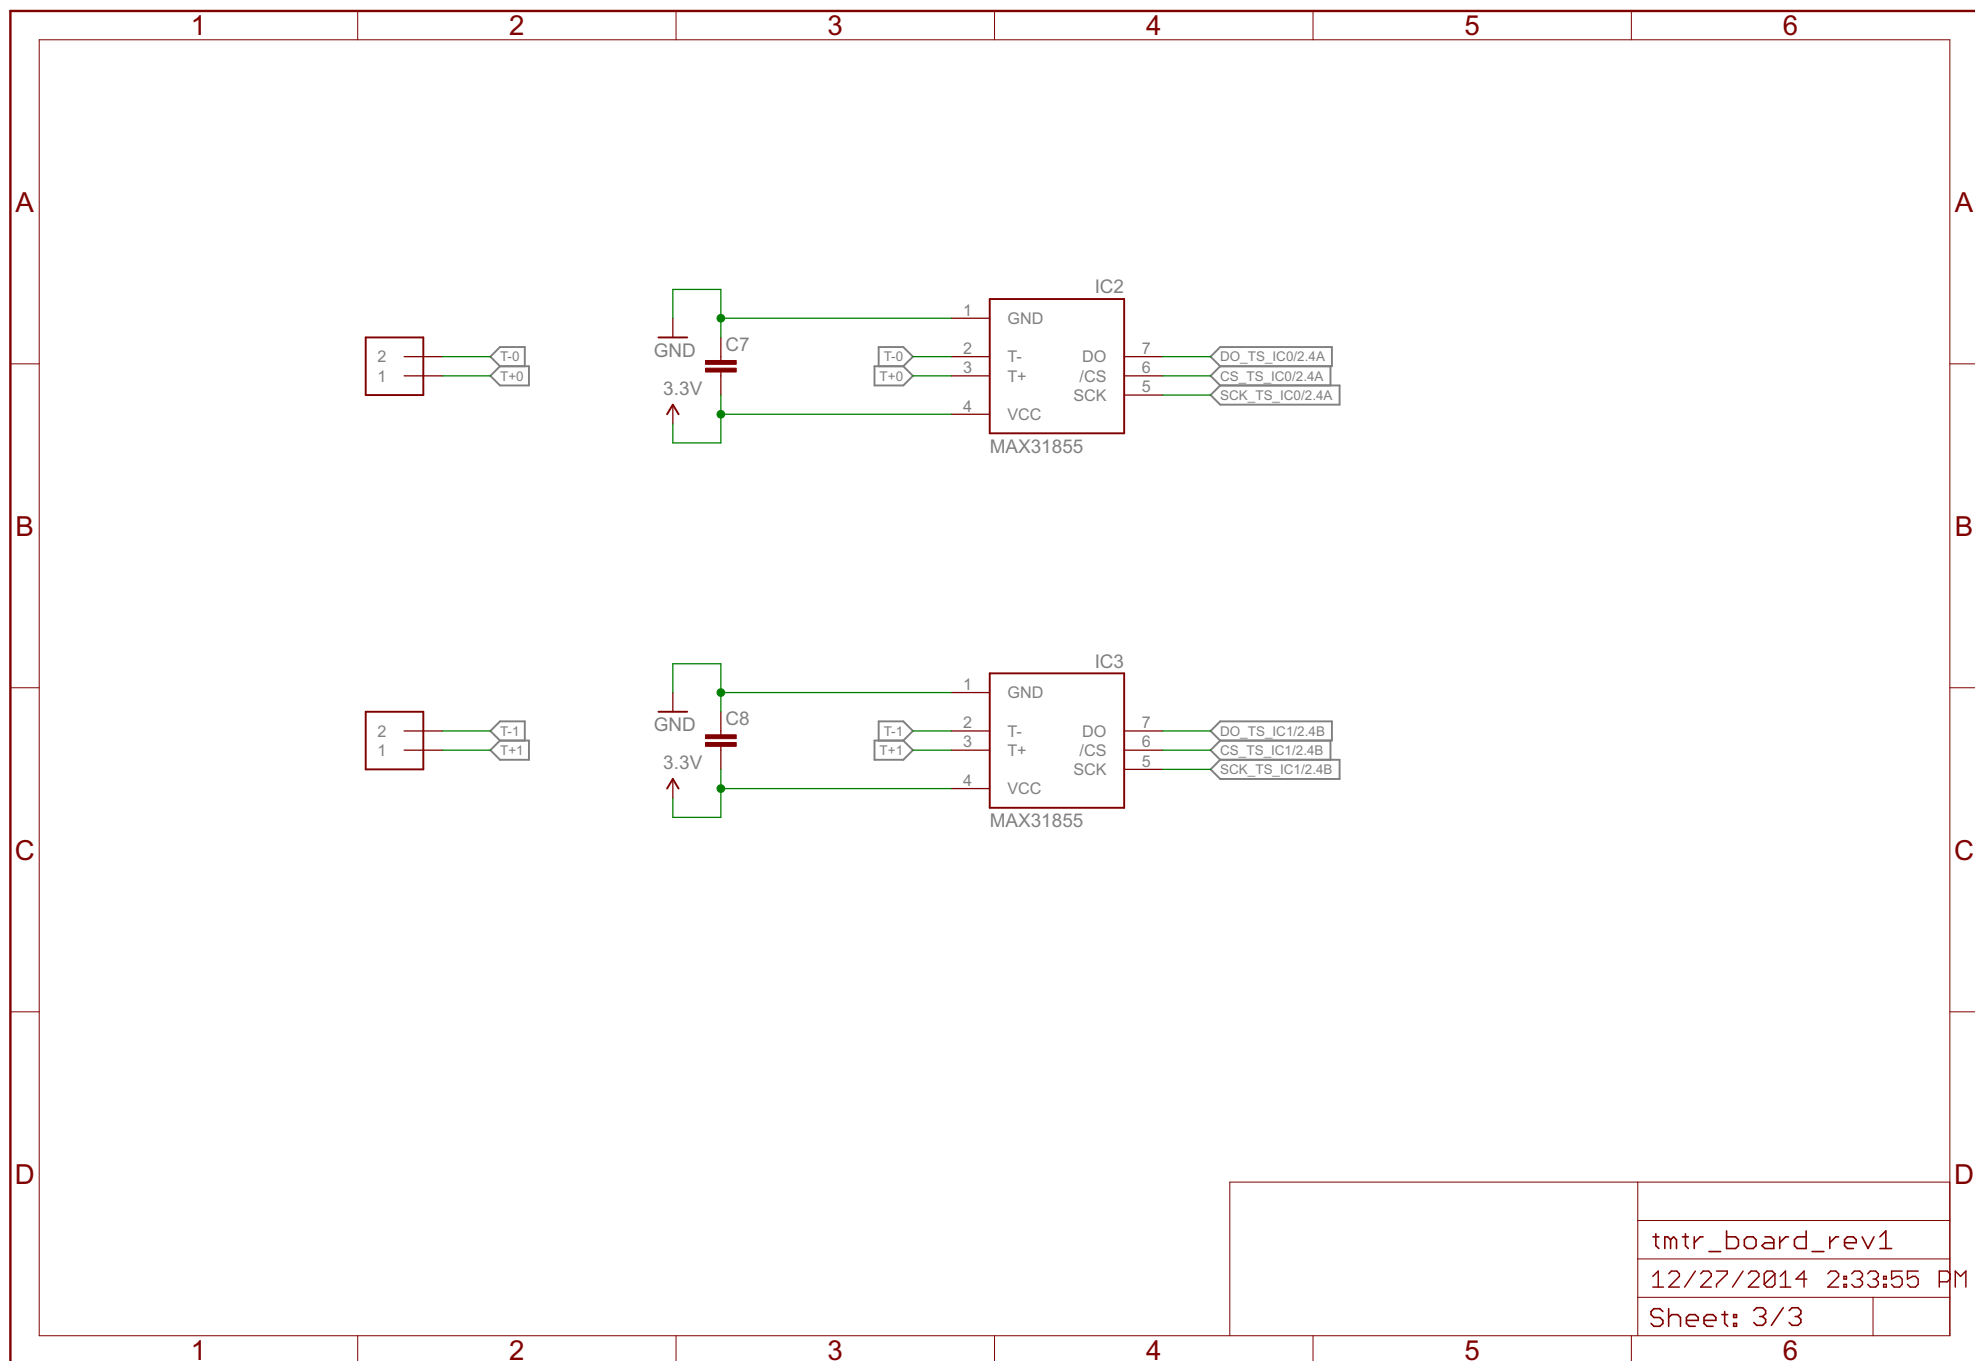 1 2 3 4 5 6
A A
IC2
1 GND
GND
C7
2 T-0
1 T+0
T-0 2 T- DO 7 DO_TS_IC0/2.4A
T+0 3 T+ /CS 6 CS_TS_IC0/2.4A
3.3V
SCK 5 SCK_TS_IC0/2.4A
4 VCC
MAX31855
B B
IC3
1 GND
GND
C8
2 T-1
1 T+1
T-1 2 T- DO 7 DO_TS_IC1/2.4B
T+1 3 T+ /CS 6 CS_TS_IC1/2.4B
3.3V
SCK 5 SCK_TS_IC1/2.4B
4 VCC
MAX31855
C C
D D
tmtr_board_rev1
12/27/2014 2:33:55 PM
Sheet: 3/3
1 2 3 4 5 6